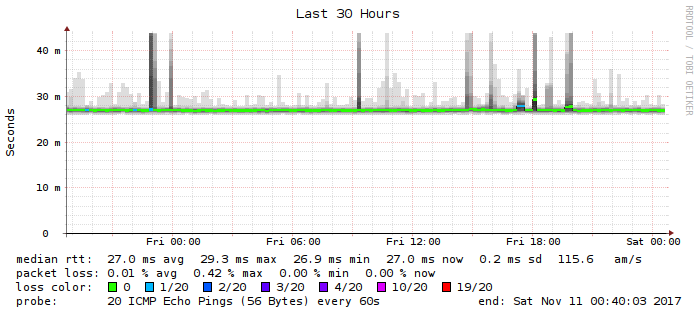 Last 30 Hours
RRDTOOL / TOBI OETIKER
Seconds
40 m
30 m
20 m
10 m
0
Fri 00:00 Fri 06:00 Fri 12:00 Fri 18:00 Sat 00:00
median rtt: 27.0 ms avg 29.3 ms max 26.9 ms min 27.0 ms now 0.2 ms sd 115.6 am/s
packet loss: 0.01 % avg 0.42 % max 0.00 % min 0.00 % now
loss color: 0 1/20 2/20 3/20 4/20 10/20 19/20
probe: 20 ICMP Echo Pings (56 Bytes) every 60s end: Sat Nov 11 00:40:03 2017